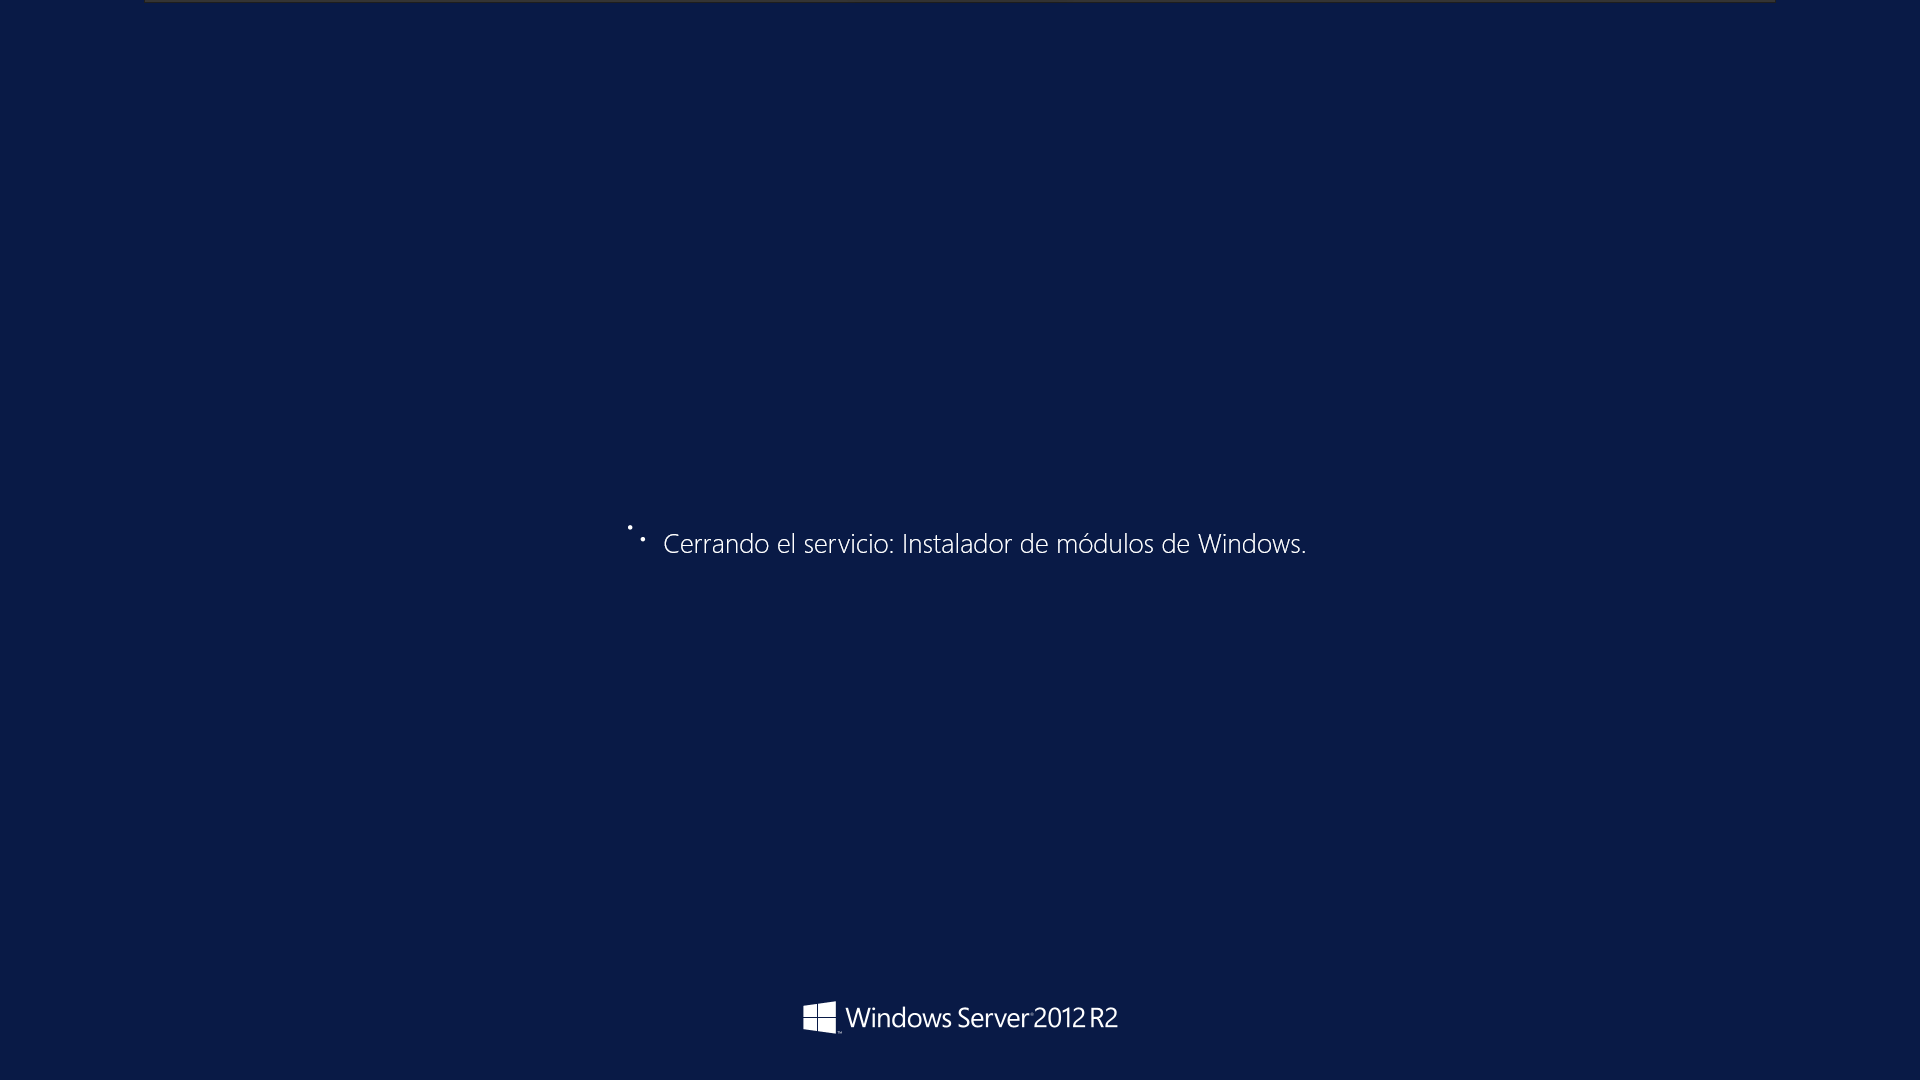 Cerrando el servicio: Instalador de módulos de Windows.
Windows Server 2012 R2